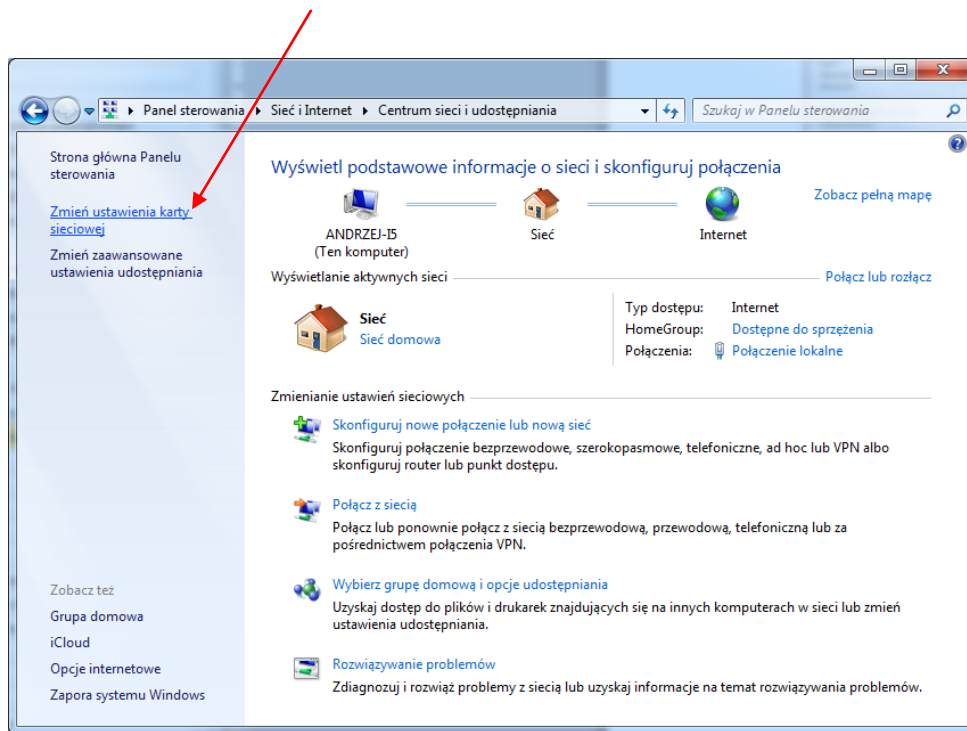 Panel sterowania Sieć i Internet Centrum sieci i udostępniania
Szukaj w Panelu sterowania
Strona główna Panelu
sterowania
Zmień ustawienia karty
sieciowej
Zmień zaawansowane
ustawienia udostępniania
Wyświetl podstawowe informacje o sieci i skonfiguruj połączenia
Zobacz pełną mapę
ANDRZEJ-I5
(Ten komputer)
Sieć
Internet
Wyświetlanie aktywnych sieci
Połącz lub rozłącz
Sieć
Sieć domowa
Typ dostępu: Internet
HomeGroup: Dostępne do sprzężenia
Połączenia: Połączenie lokalne
Zmienianie ustawień sieciowych
Skonfiguruj nowe połączenie lub nową sieć
Skonfiguruj połączenie bezprzewodowe, szerokopasmowe, telefoniczne, ad hoc lub VPN albo
skonfiguruj router lub punkt dostępu.
Połącz z siecią
Połącz lub ponownie połącz z siecią bezprzewodową, przewodową, telefoniczną lub za
pośrednictwem połączenia VPN.
Wybierz grupę domową i opcje udostępniania
Uzyskaj dostęp do plików i drukarek znajdujących się na innych komputerach w sieci lub zmień
ustawienia udostępniania.
Rozwiązywanie problemów
Zdiagnozuj i rozwiąż problemy z siecią lub uzyskaj informacje na temat rozwiązywania problemów.
Zobacz też
Grupa domowa
iCloud
Opcje internetowe
Zapora systemu Windows